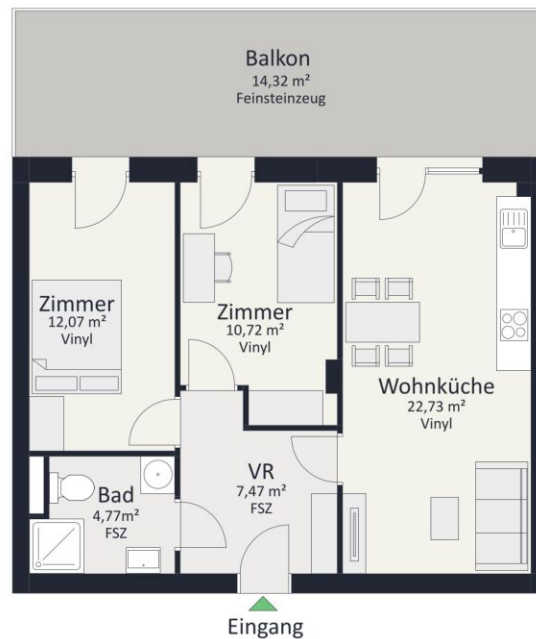 Balkon
14,32 m²
Feinsteinzeug
Zimmer
12,07 m²
Vinyl
Zimmer
10,72 m²
Vinyl
Wohnküche
22,73 m²
Vinyl
VR
7,47 m²
FSZ
Bad
4,77m²
FSZ
Eingang